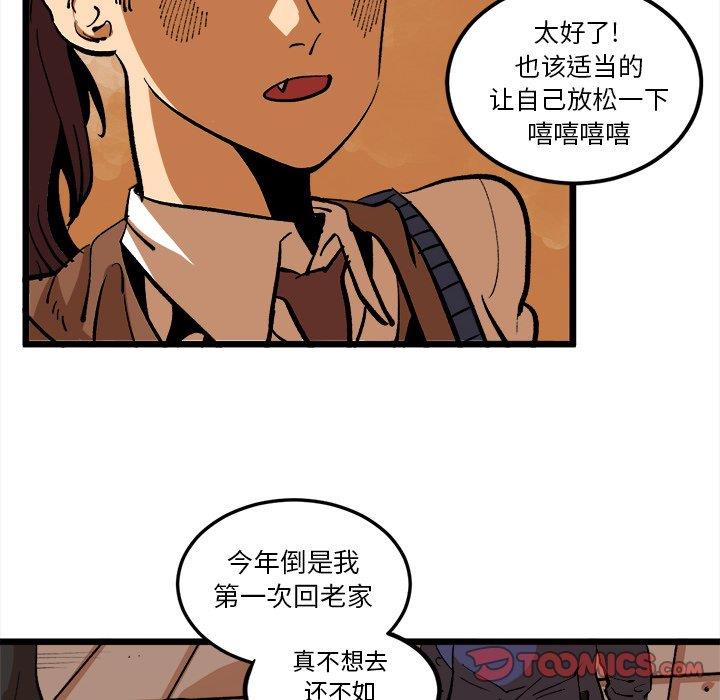 太好了!
也该适当的
让自己放松一下
嘻嘻嘻嘻
今年倒是我
第一次回老家
真不想去
还不如
TOOMICS.COM